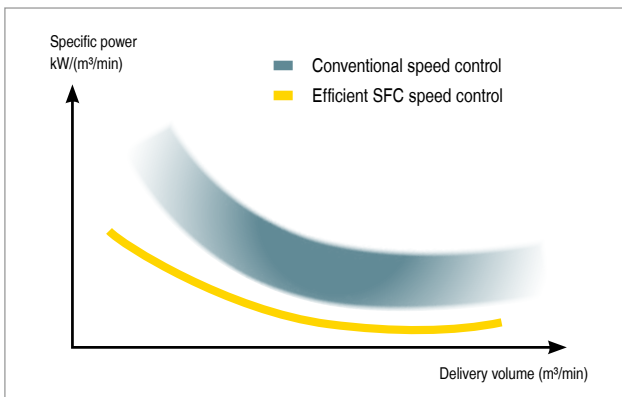 Specific power
kW/(m³/min)
Conventional speed control
Efficient SFC speed control
Delivery volume (m³/min)